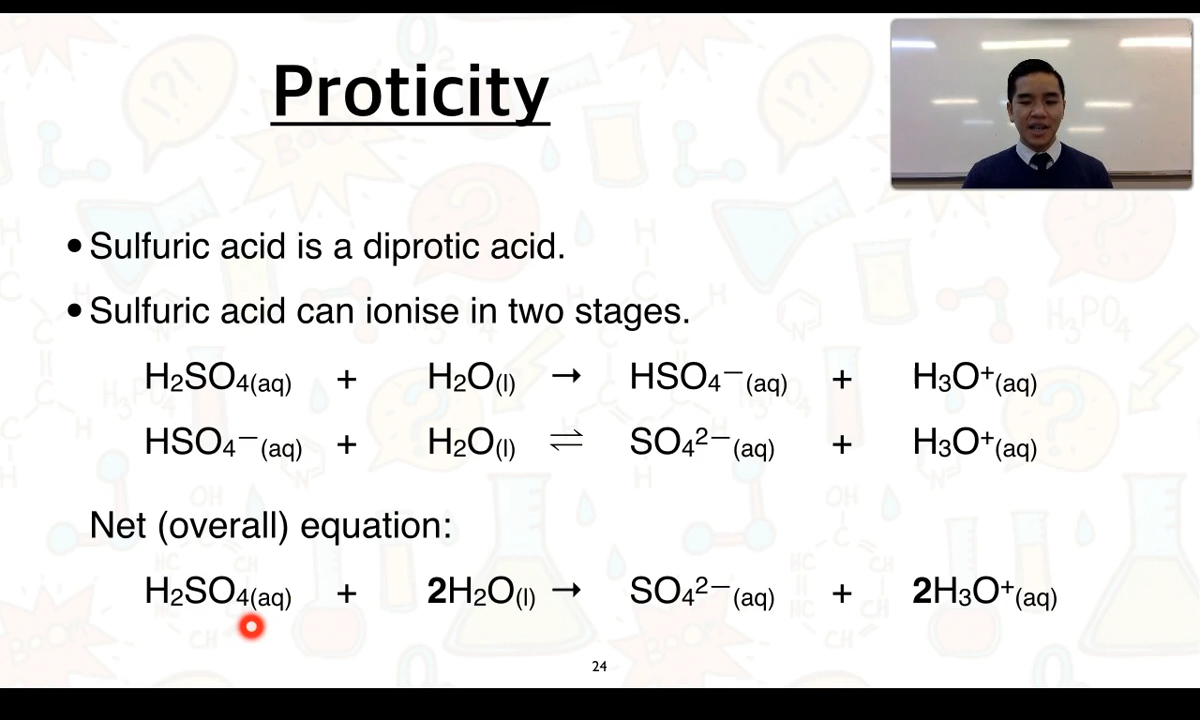 Proticity
• Sulfuric acid is a diprotic acid.
• Sulfuric acid can ionise in two stages.
H₂SO₄(aq) + H₂O(l) → HSO₄⁻(aq) + H₃O⁺(aq)
HSO₄⁻(aq) + H₂O(l) ⇌ SO₄²⁻(aq) + H₃O⁺(aq)
Net (overall) equation:
H₂SO₄(aq) + 2H₂O(l) → SO₄²⁻(aq) + 2H₃O⁺(aq)
24